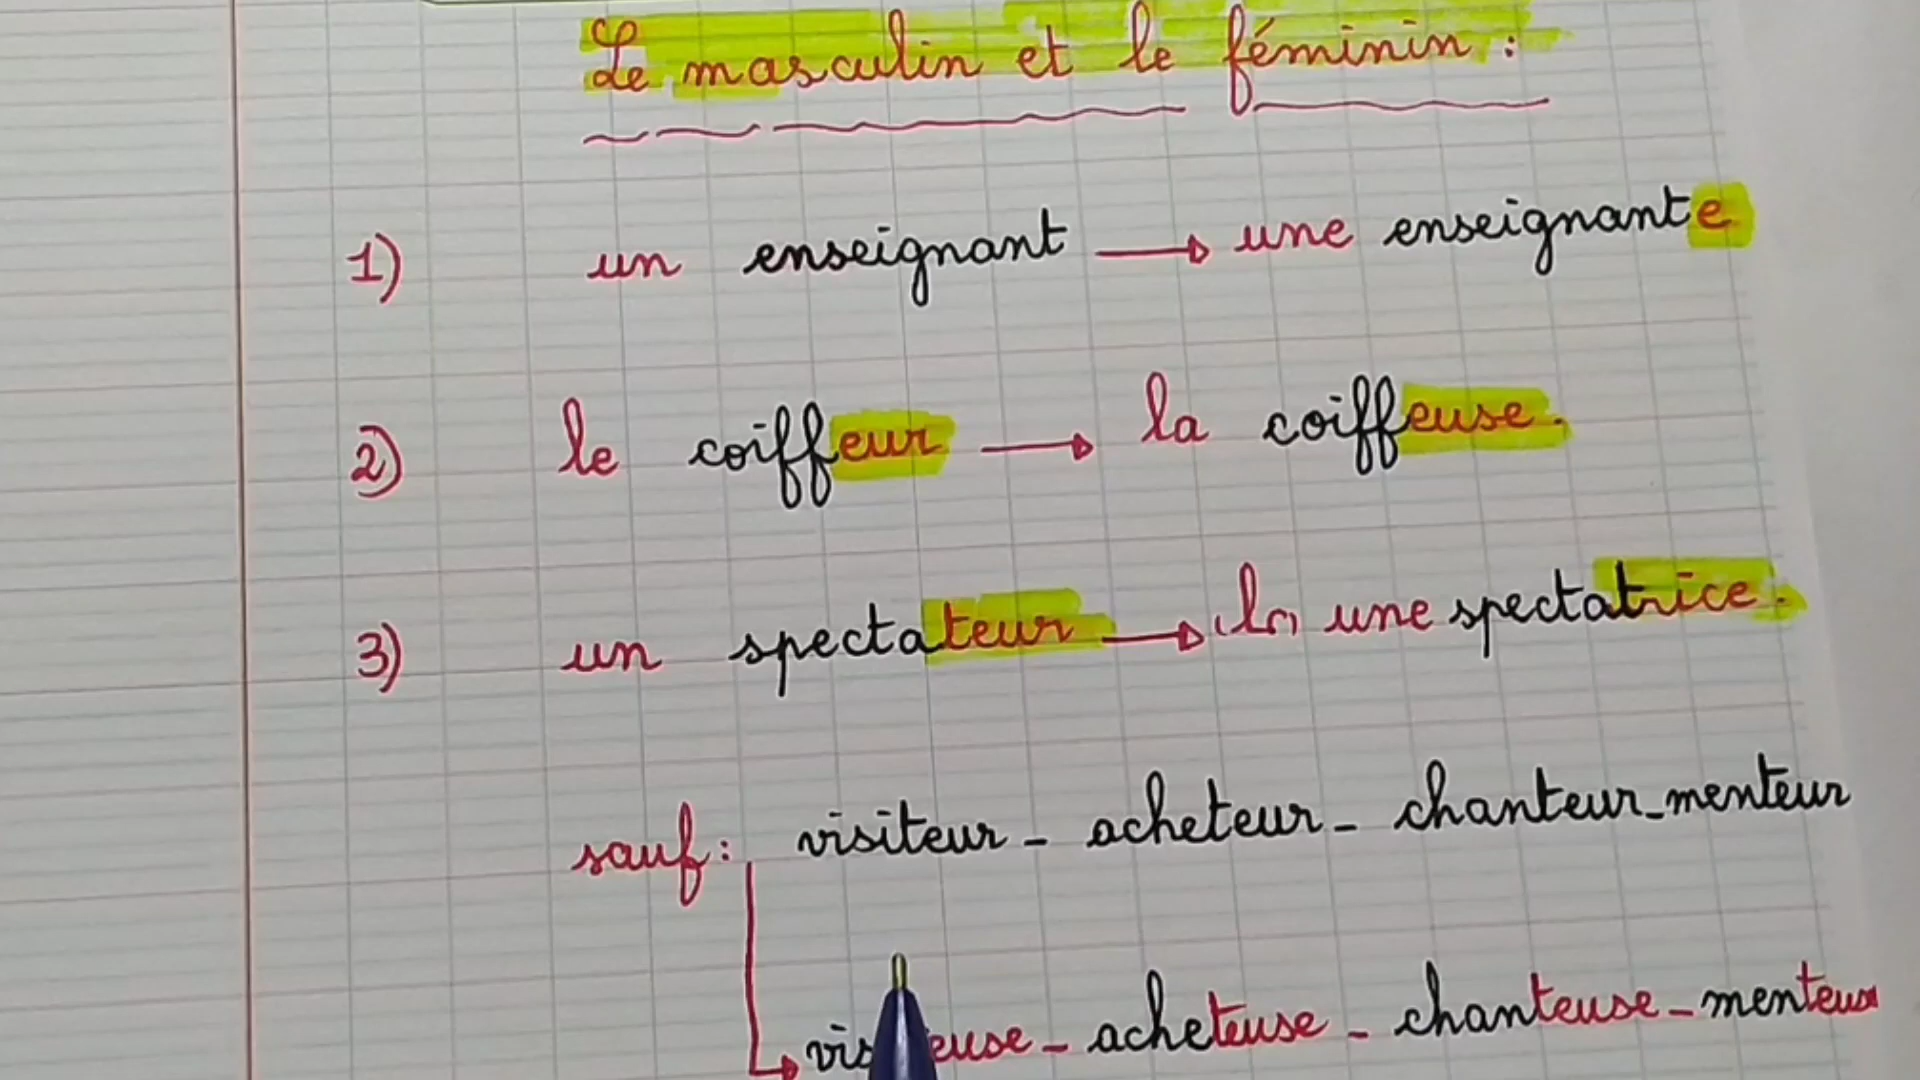 Le masculin et le féminin :
1) un enseignant → une enseignante
2) le coiffeur → la coiffeuse.
3) un spectateur → (la) une spectatrice.
sauf : visiteur - acheteur - chanteur - menteur
acheteuse - chanteuse